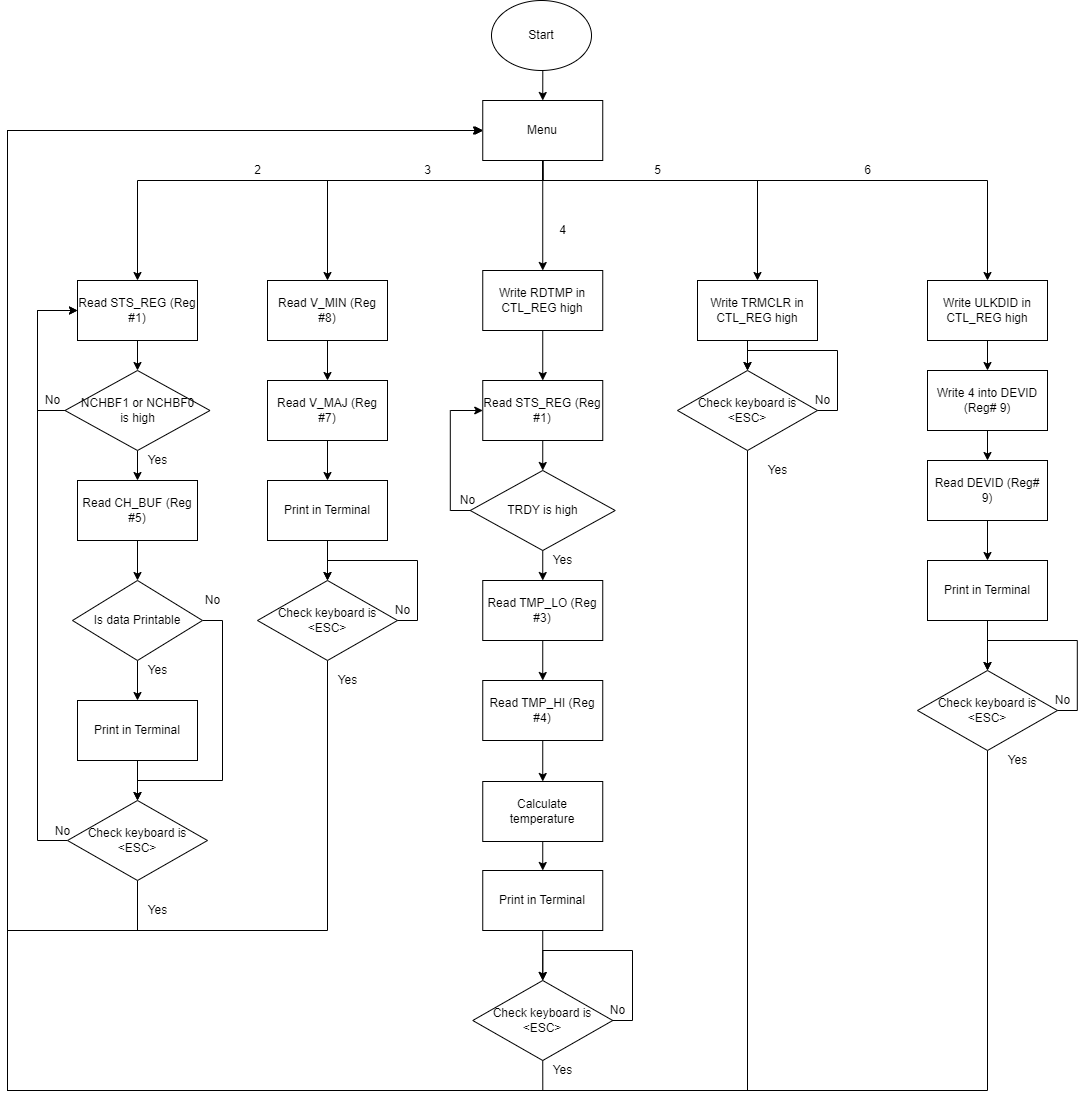 Start
Menu
2
3
4
5
6
Read STS_REG (Reg
#1)
NCHBF1 or NCHBF0
is high
No
Yes
Read CH_BUF (Reg
#5)
Is data Printable
No
Yes
Print in Terminal
Check keyboard is
<ESC>
No
Yes
Read V_MIN (Reg
#8)
Read V_MAJ (Reg
#7)
Print in Terminal
Check keyboard is
<ESC>
No
Yes
Write RDTMP in
CTL_REG high
Read STS_REG (Reg
#1)
TRDY is high
No
Yes
Read TMP_LO (Reg
#3)
Read TMP_HI (Reg
#4)
Calculate
temperature
Print in Terminal
Check keyboard is
<ESC>
No
Yes
Write TRMCLR in
CTL_REG high
Check keyboard is
<ESC>
No
Yes
Write ULKDID in
CTL_REG high
Write 4 into DEVID
(Reg# 9)
Read DEVID (Reg#
9)
Print in Terminal
Check keyboard is
<ESC>
No
Yes